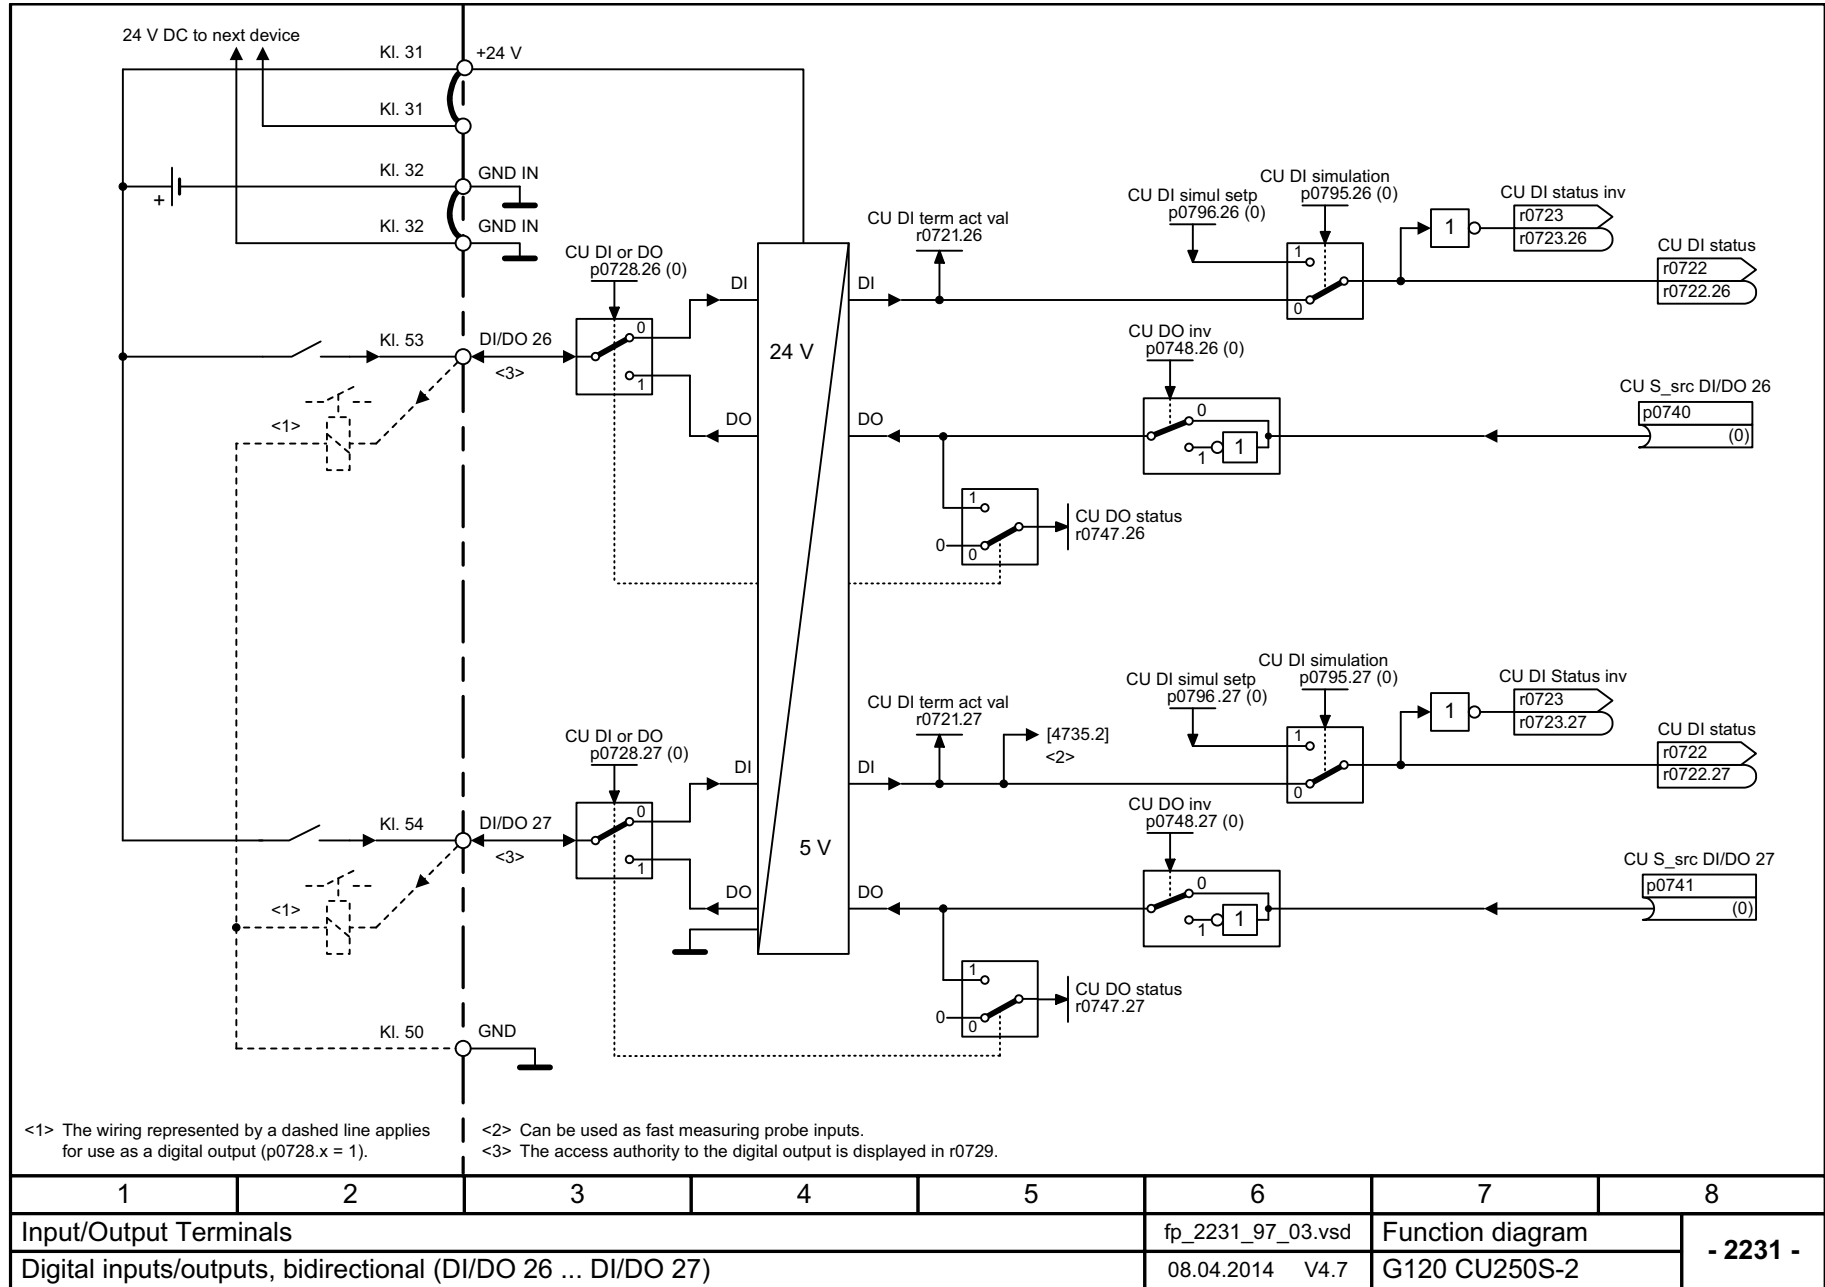 24 V DC to next device
Kl. 31
+24 V
Kl. 31
Kl. 32
GND IN
+
Kl. 32
GND IN
CU DI or DO
p0728.26 (0)
DI
DI
CU DI term act val
r0721.26
CU DI simul setp
p0796.26 (0)
CU DI simulation
p0795.26 (0)
1
0
1
CU DI status inv
r0723
r0723.26
CU DI status
r0722
r0722.26
Kl. 53
DI/DO 26
<3>
0
1
24 V
<1>
DO
DO
CU DO inv
p0748.26 (0)
0
1
1
CU S_src DI/DO 26
p0740
(0)
1
0
0
CU DO status
r0747.26
CU DI or DO
p0728.27 (0)
DI
DI
CU DI term act val
r0721.27
[4735.2]
<2>
CU DI simul setp
p0796.27 (0)
CU DI simulation
p0795.27 (0)
1
0
1
CU DI Status inv
r0723
r0723.27
CU DI status
r0722
r0722.27
Kl. 54
DI/DO 27
<3>
0
1
5 V
<1>
DO
DO
CU DO inv
p0748.27 (0)
0
1
1
CU S_src DI/DO 27
p0741
(0)
1
0
0
CU DO status
r0747.27
Kl. 50
GND
<1> The wiring represented by a dashed line applies
for use as a digital output (p0728.x = 1).
<2> Can be used as fast measuring probe inputs.
<3> The access authority to the digital output is displayed in r0729.
1 2 3 4 5 6 7 8
Input/Output Terminals
fp_2231_97_03.vsd
Function diagram
- 2231 -
Digital inputs/outputs, bidirectional (DI/DO 26 ... DI/DO 27)
08.04.2014 V4.7
G120 CU250S-2